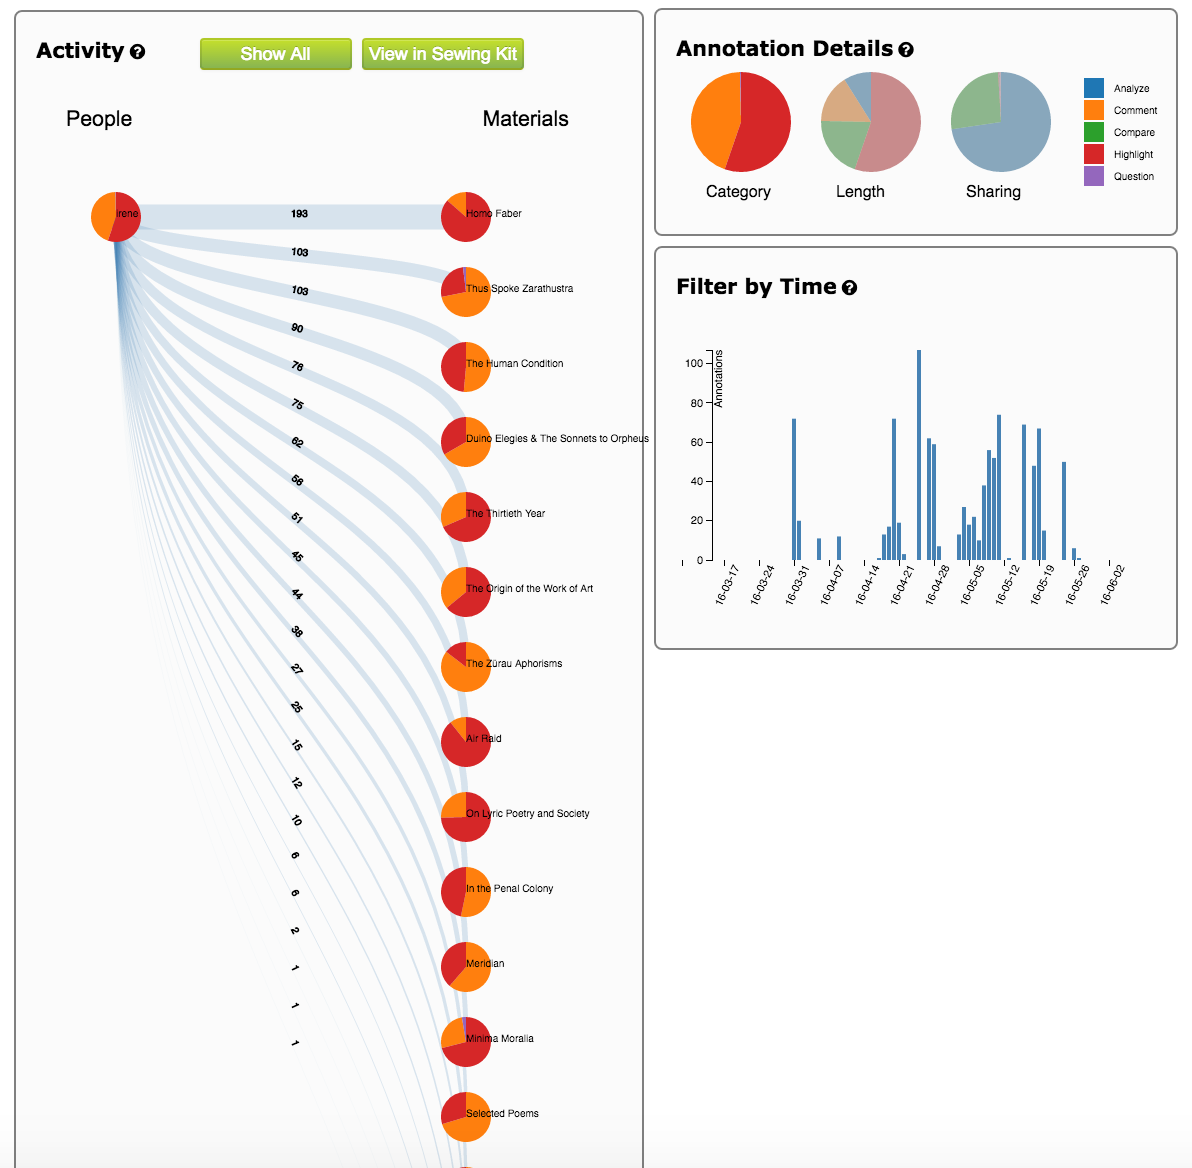 Activity
Show All
View in Sewing Kit
People
Materials
irene
193
103
103
90
76
75
62
58
51
45
44
38
27
25
15
12
10
6
6
2
1
1
1
Homo Faber
Thus Spoke Zarathustra
The Human Condition
Duino Elegies & The Sonnets to Orpheus
The Thirtieth Year
The Origin of the Work of Art
The Zürau Aphorisms
Air Raid
On Lyric Poetry and Society
In the Penal Colony
Meridian
Minima Moralia
Selected Poems
Annotation Details
Category
Length
Sharing
Analyze
Comment
Compare
Highlight
Question
Filter by Time
Annotations
100
80
60
40
20
0
16-03-17
16-03-24
16-03-31
16-04-07
16-04-14
16-04-21
16-04-28
16-05-05
16-05-12
16-05-19
16-05-26
16-06-02